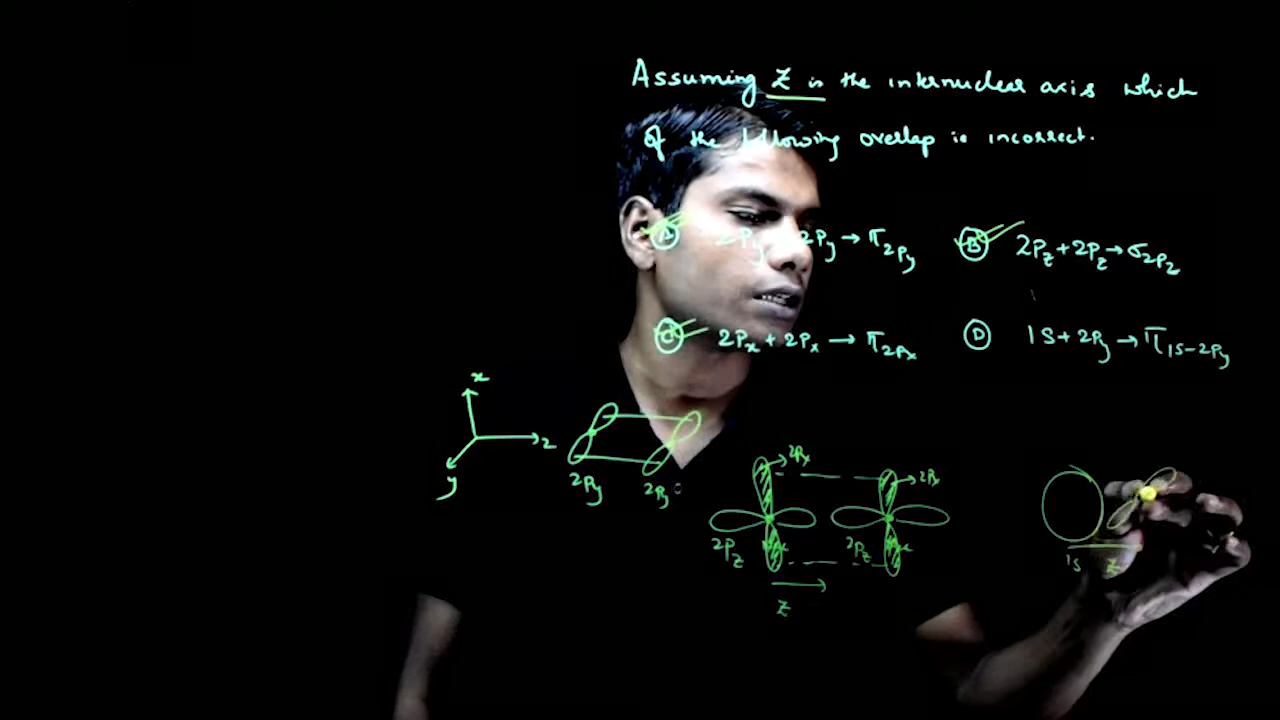 Assuming Z is the internuclear axis which
of the following overlap is incorrect.
A 2Py 2Py → π2Py
B 2Pz + 2Pz → σ2Pz
C 2Px + 2Px → π2Px
D 1S + 2Py → π1S-2Py
x
z
y
2Py 2Py
2Px 2Px
2Pz 2Pz
Z
1S Z